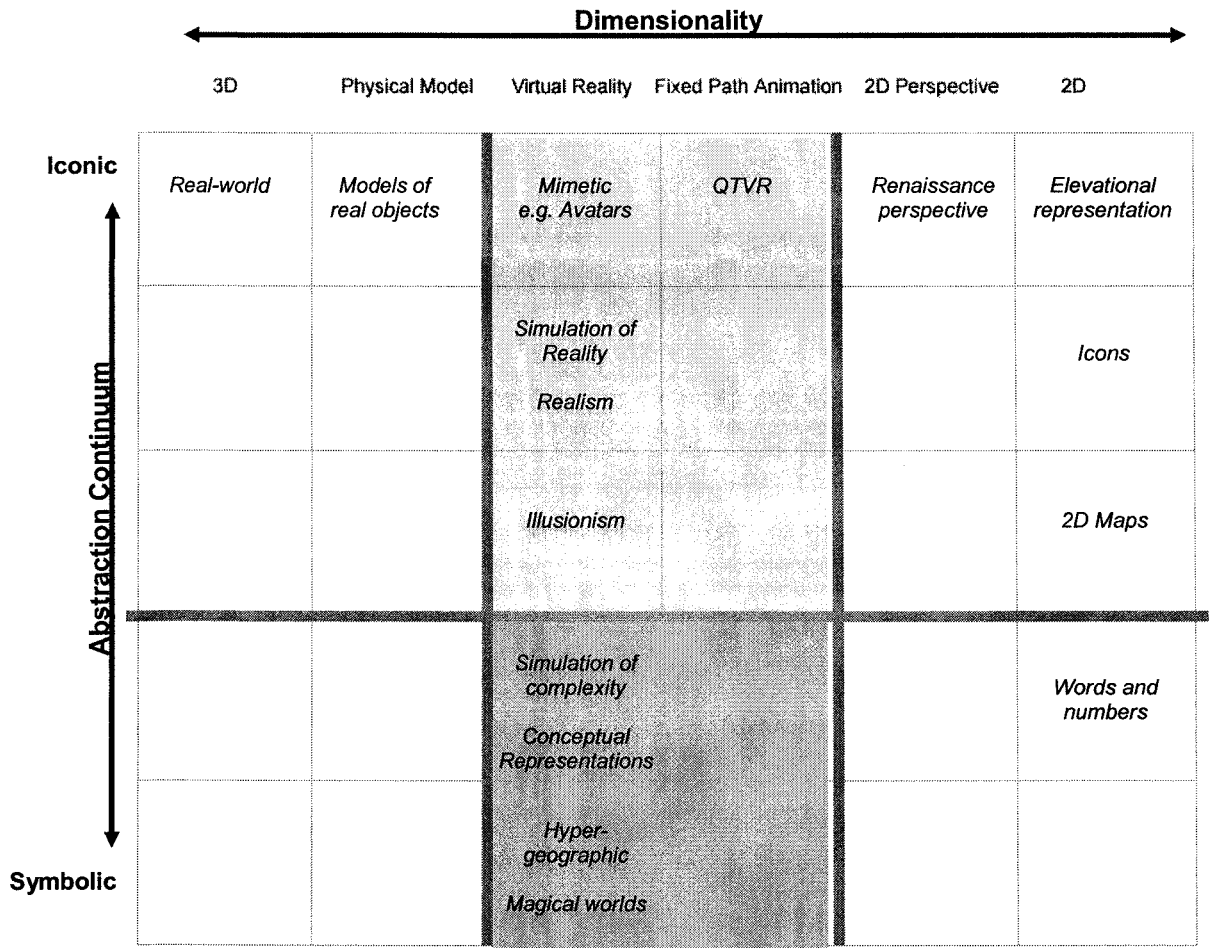 Dimensionality
3D Physical Model Virtual Reality Fixed Path Animation 2D Perspective 2D
Iconic
Real-world
Models of
real objects
Mimetic
e.g. Avatars
QTVR
Renaissance
perspective
Elevational
representation
Abstraction Continuum
Simulation of
Reality
Realism
Icons
Illusionism
2D Maps
Simulation of
complexity
Conceptual
Representations
Words and
numbers
Hyper-
geographic
Magical worlds
Symbolic